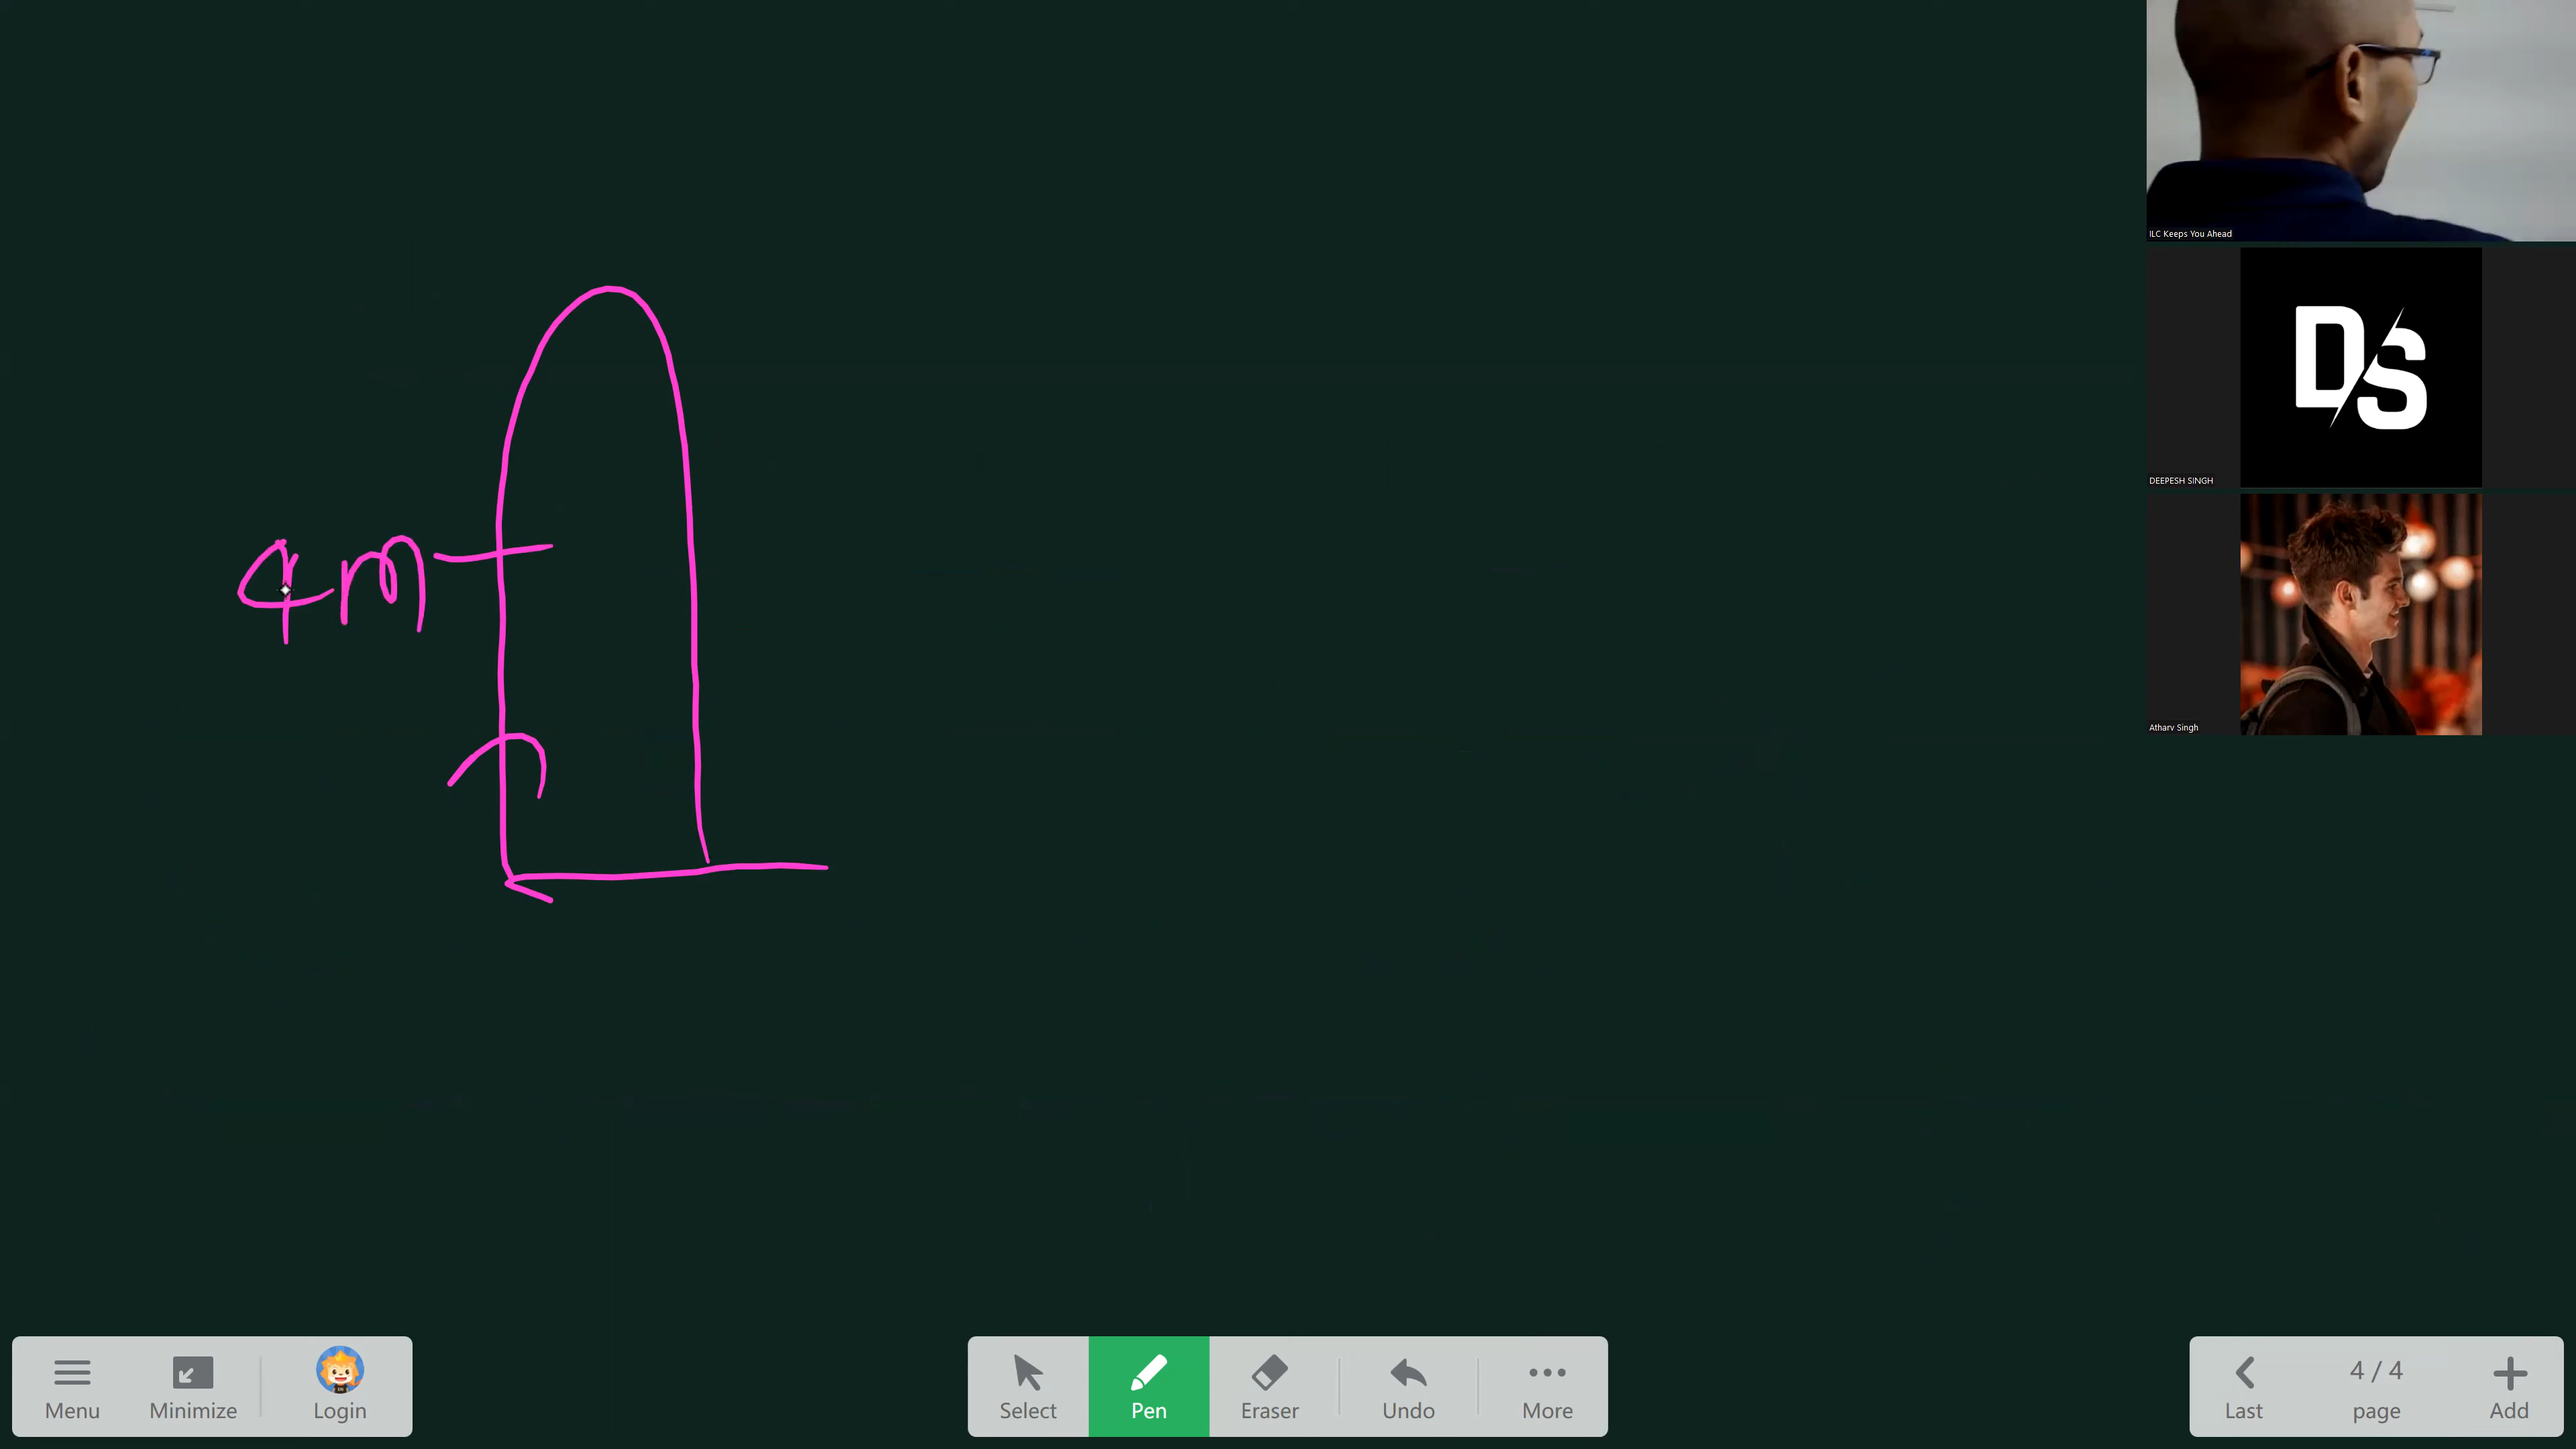 ILC Keeps You Ahead
DS
DEEPESH SINGH
4m
Atharv Singh
Menu
Minimize
Login
Select
Pen
Eraser
Undo
More
Last
4 / 4
page
Add